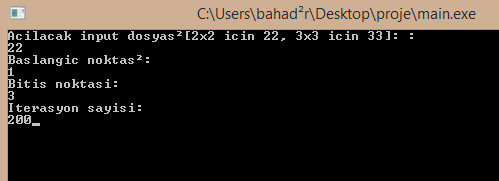 C:\Users\bahad²r\Desktop\proje\main.exe
Acilacak input dosyas²[2x2 icin 22, 3x3 icin 33]: :
22
Baslangic noktas²:
1
Bitis noktasi:
3
Iterasyon sayisi:
200_